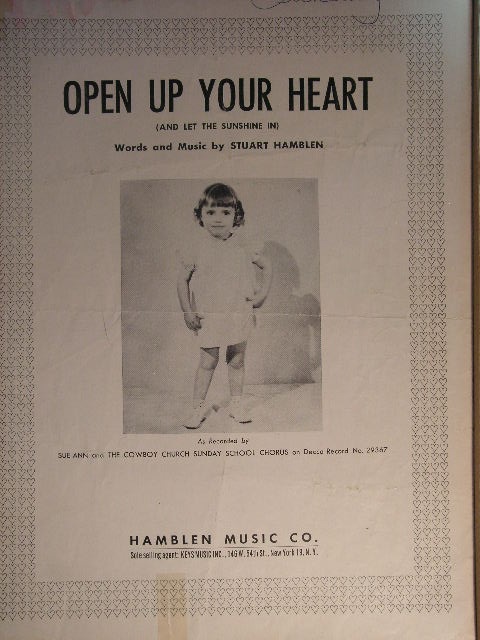 OPEN UP YOUR HEART
(AND LET THE SUNSHINE IN)
Words and Music by STUART HAMBLEN
As Recorded by
SUE ANN and THE COWBOY CHURCH SUNDAY SCHOOL CHORUS on Decca Record No. 29367
HAMBLEN MUSIC CO.
Sole selling agent: KEYS MUSIC INC., 146 W. 54th St., New York 19, N. Y.